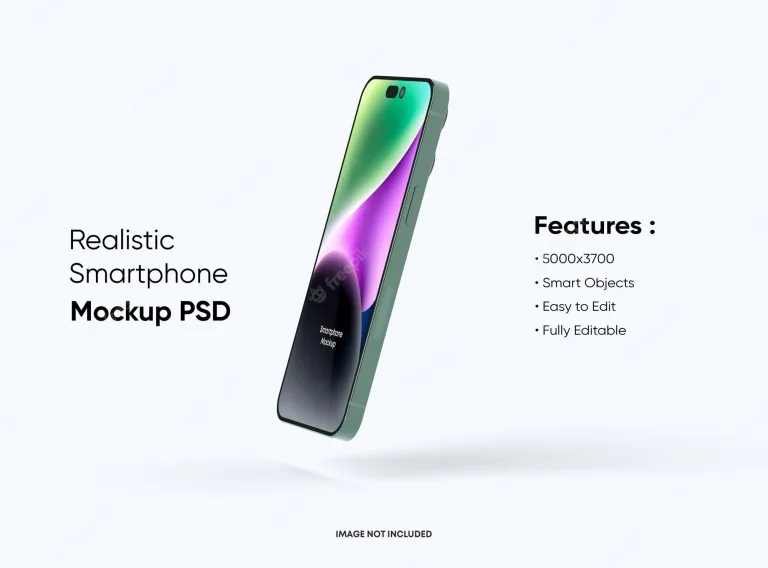 Realistic
Smartphone
Mockup PSD
Smartphone
Mockup
freepik
Features :
• 5000x3700
• Smart Objects
• Easy to Edit
• Fully Editable
IMAGE NOT INCLUDED